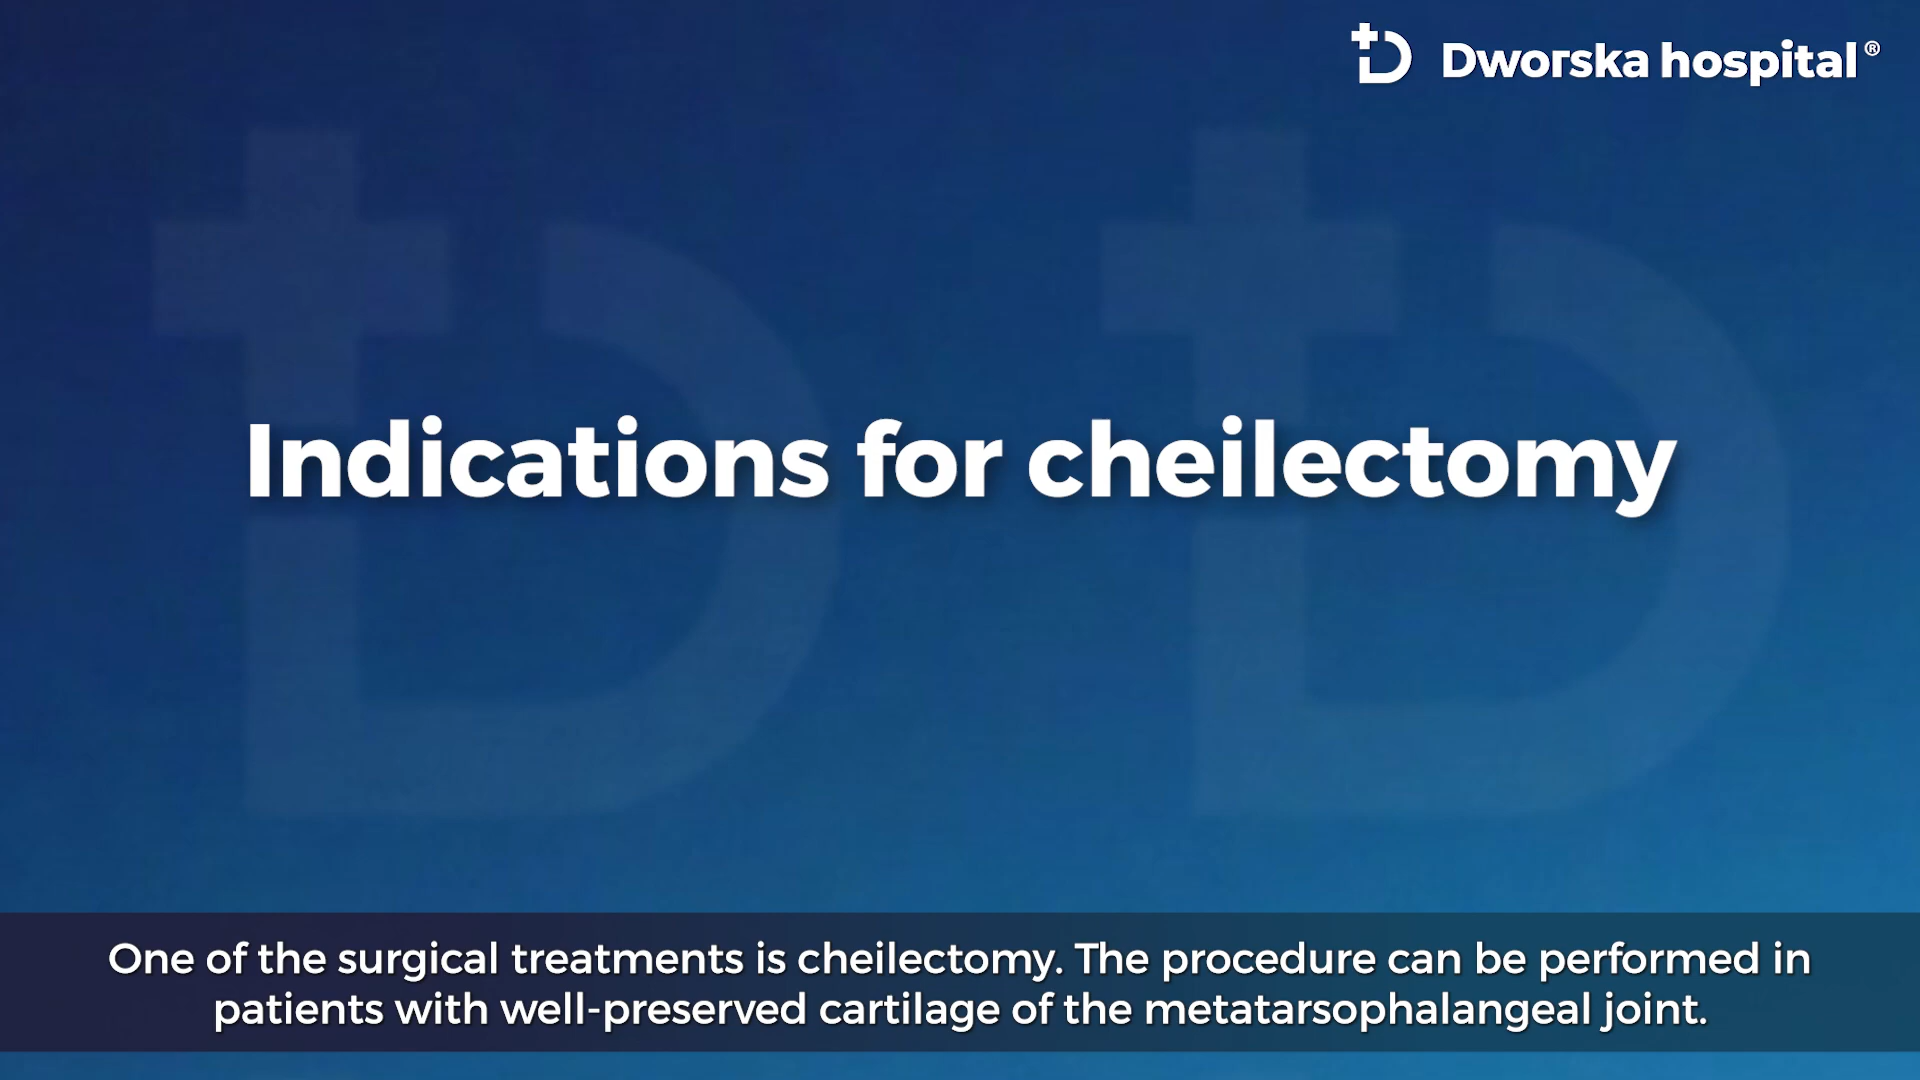 Dworska hospital®
Indications for cheilectomy
One of the surgical treatments is cheilectomy. The procedure can be performed in
patients with well-preserved cartilage of the metatarsophalangeal joint.